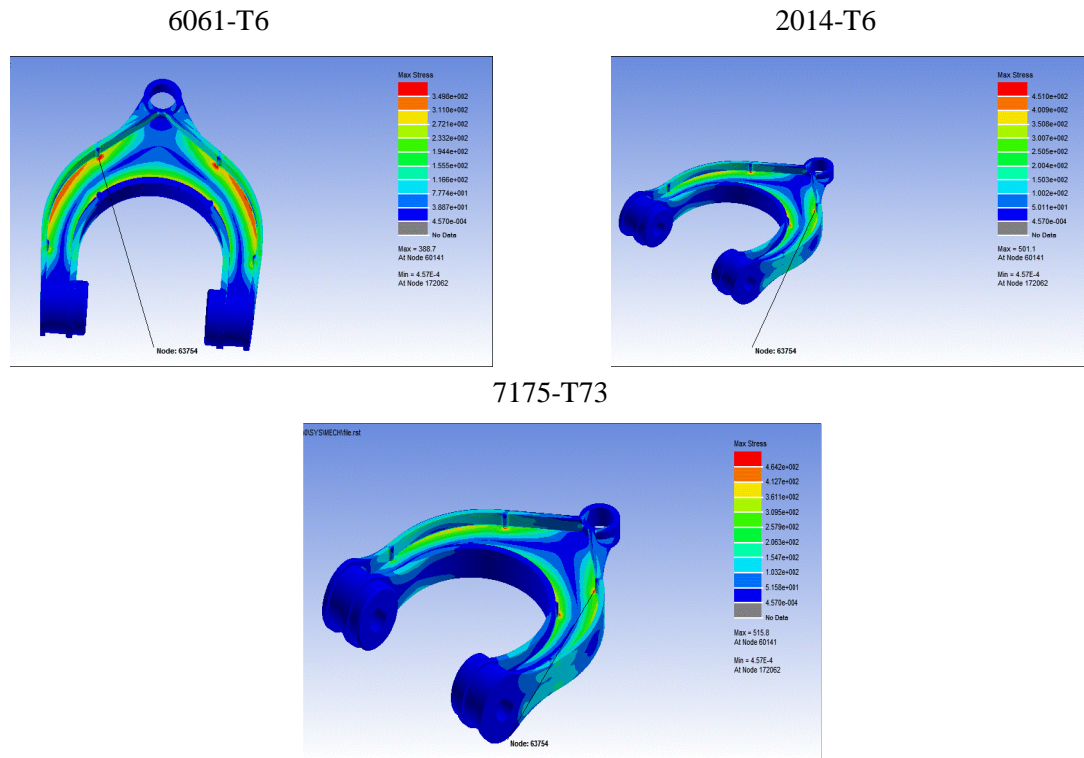 6061-T6
Max Stress
3.498e+002
3.110e+002
2.721e+002
2.332e+002
1.944e+002
1.555e+002
1.166e+002
7.774e+001
3.887e+001
4.570e-004
No Data
Max = 388.7
At Node 60141
Min = 4.57E-4
At Node 172062
Node: 63754
2014-T6
Max Stress
4.510e+002
4.009e+002
3.508e+002
3.007e+002
2.505e+002
2.004e+002
1.503e+002
1.002e+002
5.011e+001
4.570e-004
No Data
Max = 501.1
At Node 60141
Min = 4.57E-4
At Node 172062
Node: 63754
7175-T73
Max Stress
4.642e+002
4.127e+002
3.611e+002
3.095e+002
2.579e+002
2.063e+002
1.547e+002
1.032e+002
5.158e+001
4.570e-004
No Data
Max = 515.8
At Node 60141
Min = 4.57E-4
At Node 172062
Node: 63754